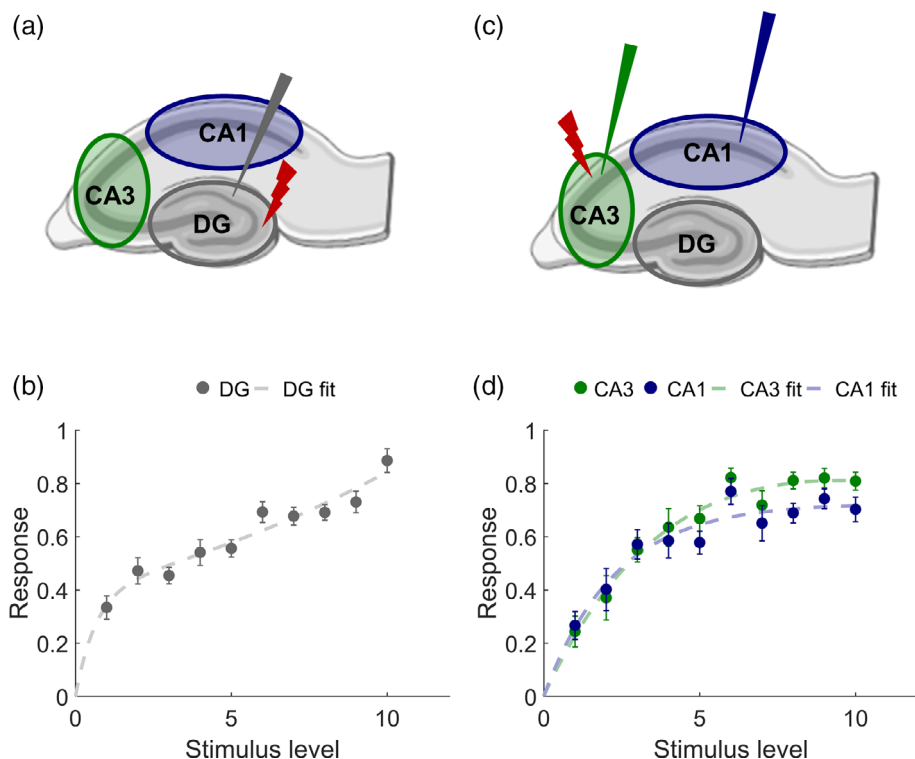 (a)
CA1
CA3
DG
(c)
CA1
CA3
DG
(b)
DG DG fit
1
0.8
0.6
0.4
0.2
0
Response
0 5 10
Stimulus level
(d)
CA3 CA1 CA3 fit CA1 fit
1
0.8
0.6
0.4
0.2
0
Response
0 5 10
Stimulus level